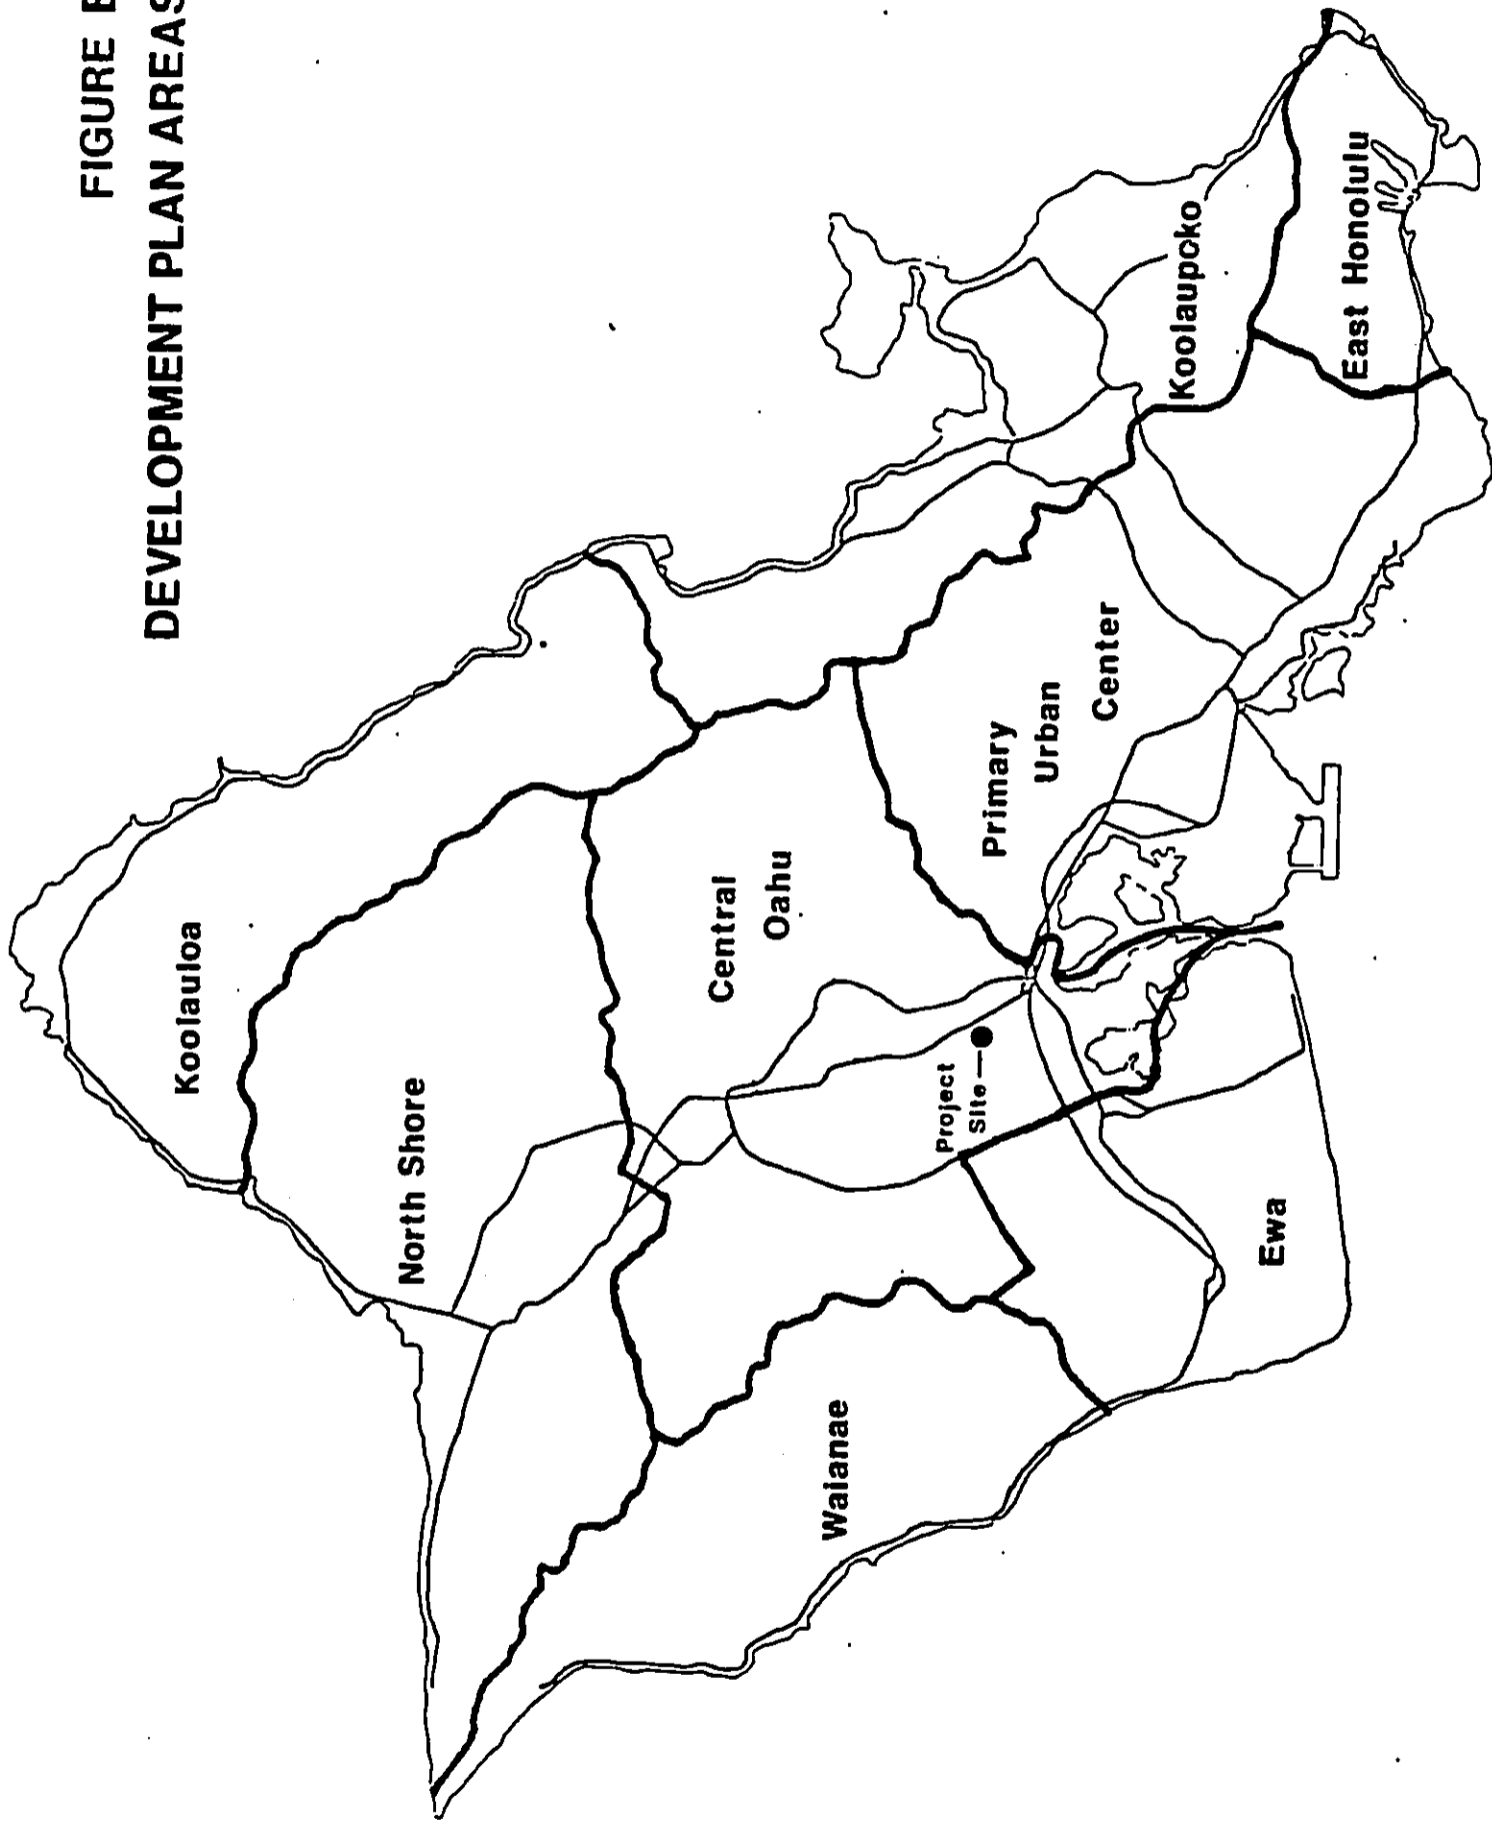 FIGURE
DEVELOPMENT PLAN AREAS
Koolauloa
North Shore
Central
Oahu
Waianae
Project
Site
Primary
Urban
Center
Koolaupoko
Ewa
East Honolulu